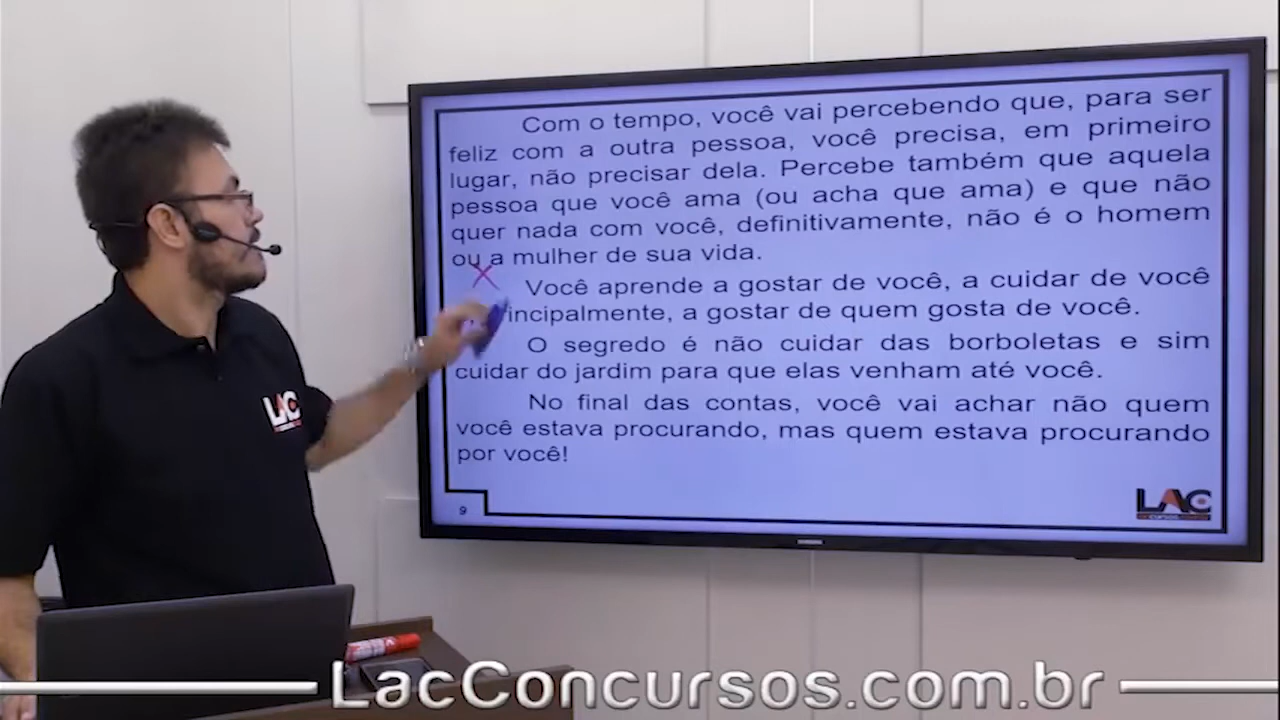 Com o tempo, você vai percebendo que, para ser
feliz com a outra pessoa, você precisa, em primeiro
lugar, não precisar dela. Percebe também que aquela
pessoa que você ama (ou acha que ama) e que não
quer nada com você, definitivamente, não é o homem
ou a mulher de sua vida.
Você aprende a gostar de você, a cuidar de você
incipalmente, a gostar de quem gosta de você.
O segredo é não cuidar das borboletas e sim
cuidar do jardim para que elas venham até você.
No final das contas, você vai achar não quem
você estava procurando, mas quem estava procurando
por você!
9
LAC
SAMSUNG
LAC
LacConcursos.com.br